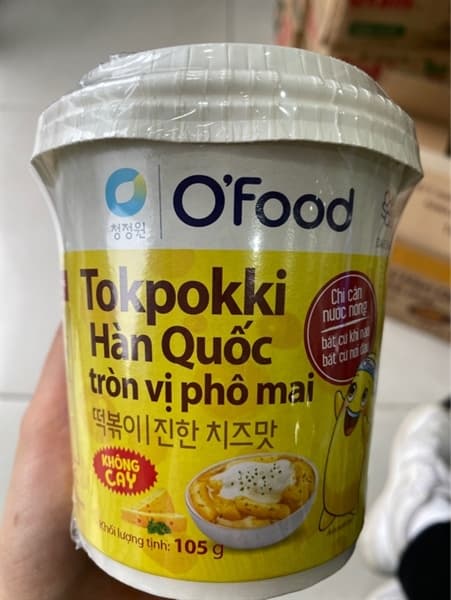 청정원
O'Food
Tokpokki
Hàn Quốc
tròn vị phô mai
떡볶이|진한 치즈맛
Chỉ cần
nước nóng
bất cứ khi nào
bất cứ nơi đâu
KHÔNG
CAY
Khối lượng tịnh: 105 g